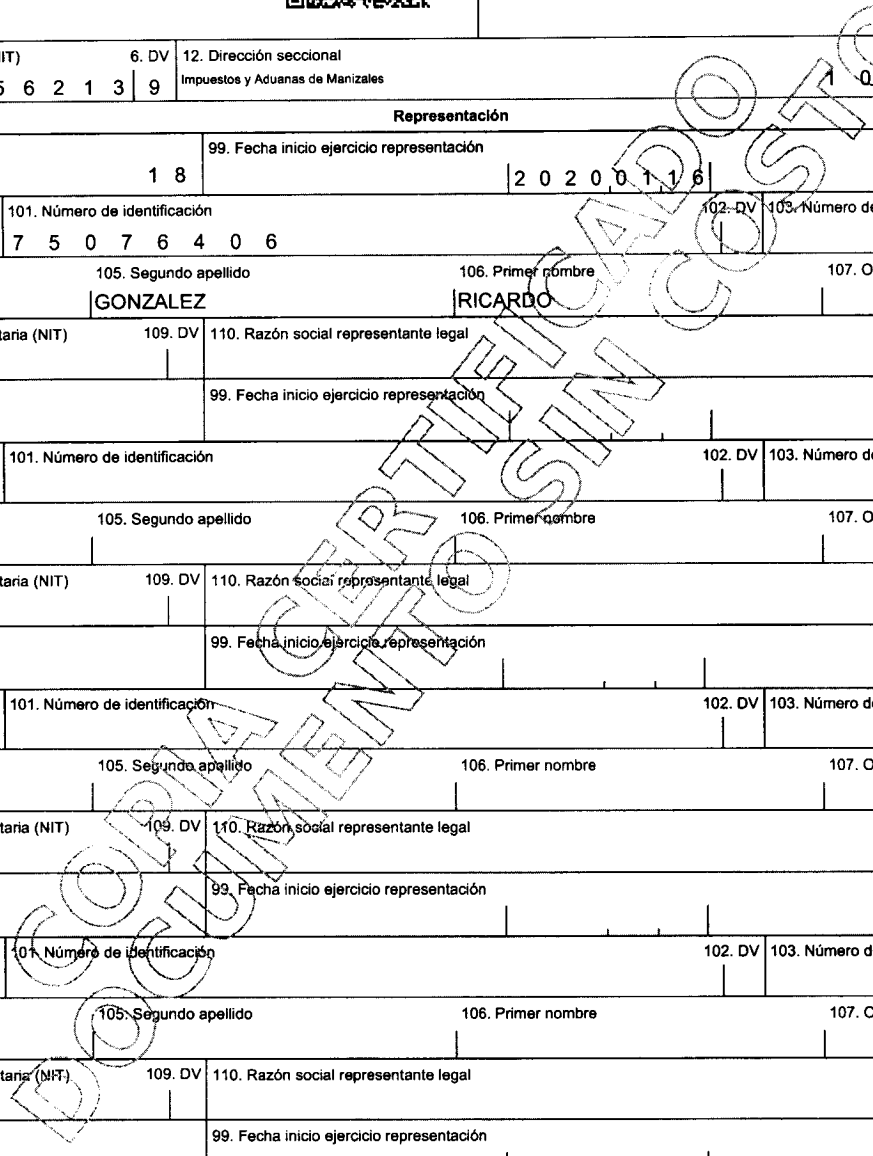 IT) 6. DV 12. Dirección seccional
6 2 1 3 9 Impuestos y Aduanas de Manizales 1 0
Representación
99. Fecha inicio ejercicio representación
1 8 2 0 2 0 0 1 1 6
101. Número de identificación 102. DV 103. Número de
7 5 0 7 6 4 0 6
105. Segundo apellido 106. Primer nombre 107. O
GONZALEZ RICARDO
taria (NIT) 109. DV 110. Razón social representante legal
99. Fecha inicio ejercicio representación
101. Número de identificación 102. DV 103. Número de
105. Segundo apellido 106. Primer nombre 107. O
taria (NIT) 109. DV 110. Razón social representante legal
99. Fecha inicio ejercicio representación
101. Número de identificación 102. DV 103. Número de
105. Segundo apellido 106. Primer nombre 107. O
taria (NIT) 109. DV 110. Razón social representante legal
99. Fecha inicio ejercicio representación
101. Número de identificación 102. DV 103. Número d
105. Segundo apellido 106. Primer nombre 107. O
taria (NIT) 109. DV 110. Razón social representante legal
99. Fecha inicio ejercicio representación
COPIA CERTIFICADO
DOCUMENTO SIN COSTO